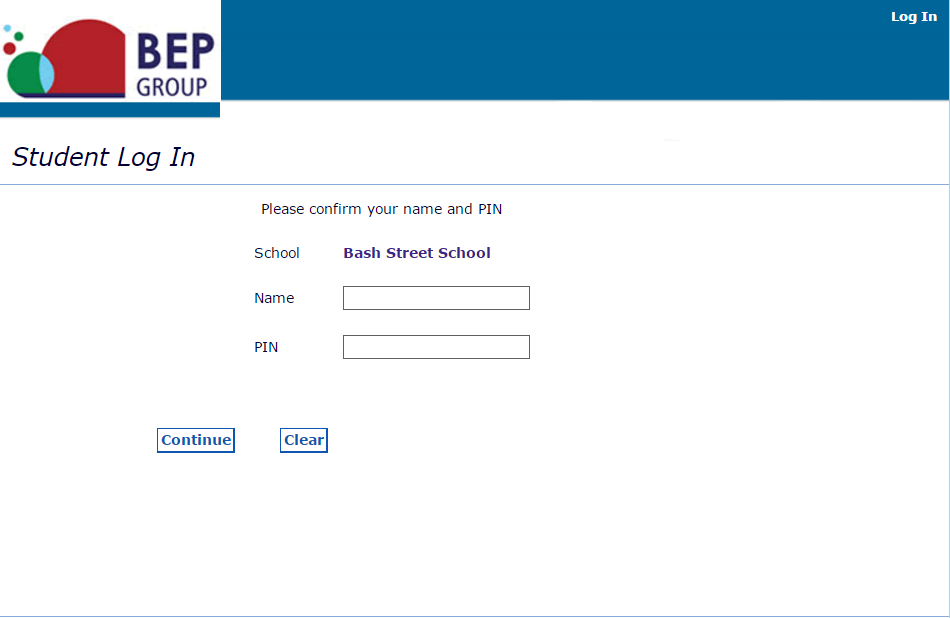 Log In
BEP
GROUP
Student Log In
Please confirm your name and PIN
School Bash Street School
Name
PIN
Continue Clear